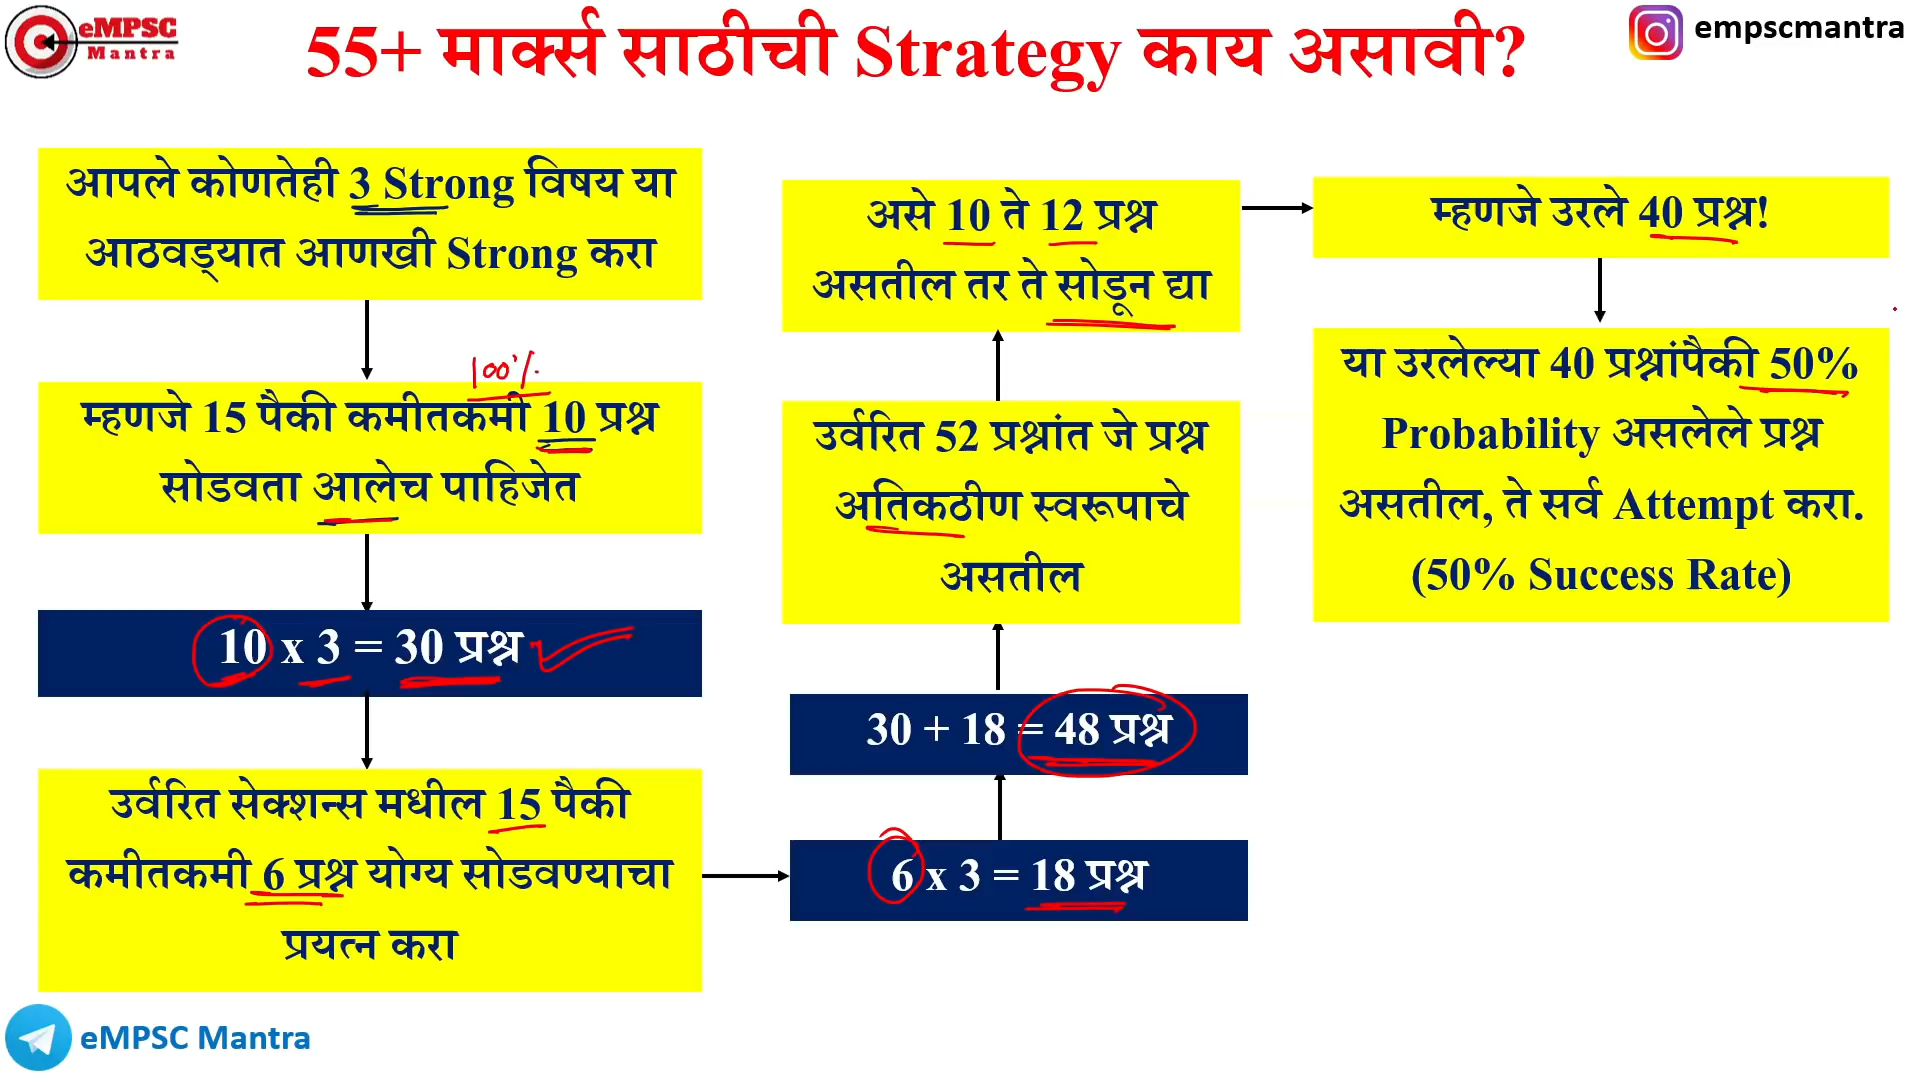 eMPSC
Mantra
55+ मार्क्स साठीची Strategy काय असावी?
empscmantra
आपले कोणतेही 3 Strong विषय या
आठवड्यात आणखी Strong करा
100%
म्हणजे 15 पैकी कमीतकमी 10 प्रश्न
सोडवता आलेच पाहिजेत
10 x 3 = 30 प्रश्न
उर्वरित सेक्शन्स मधील 15 पैकी
कमीतकमी 6 प्रश्न योग्य सोडवण्याचा
प्रयत्न करा
6 x 3 = 18 प्रश्न
30 + 18 = 48 प्रश्न
उर्वरित 52 प्रश्नांत जे प्रश्न
अतिकठीण स्वरूपाचे
असतील
असे 10 ते 12 प्रश्न
असतील तर ते सोडून द्या
म्हणजे उरले 40 प्रश्न!
या उरलेल्या 40 प्रश्नांपैकी 50%
Probability असलेले प्रश्न
असतील, ते सर्व Attempt करा.
(50% Success Rate)
eMPSC Mantra